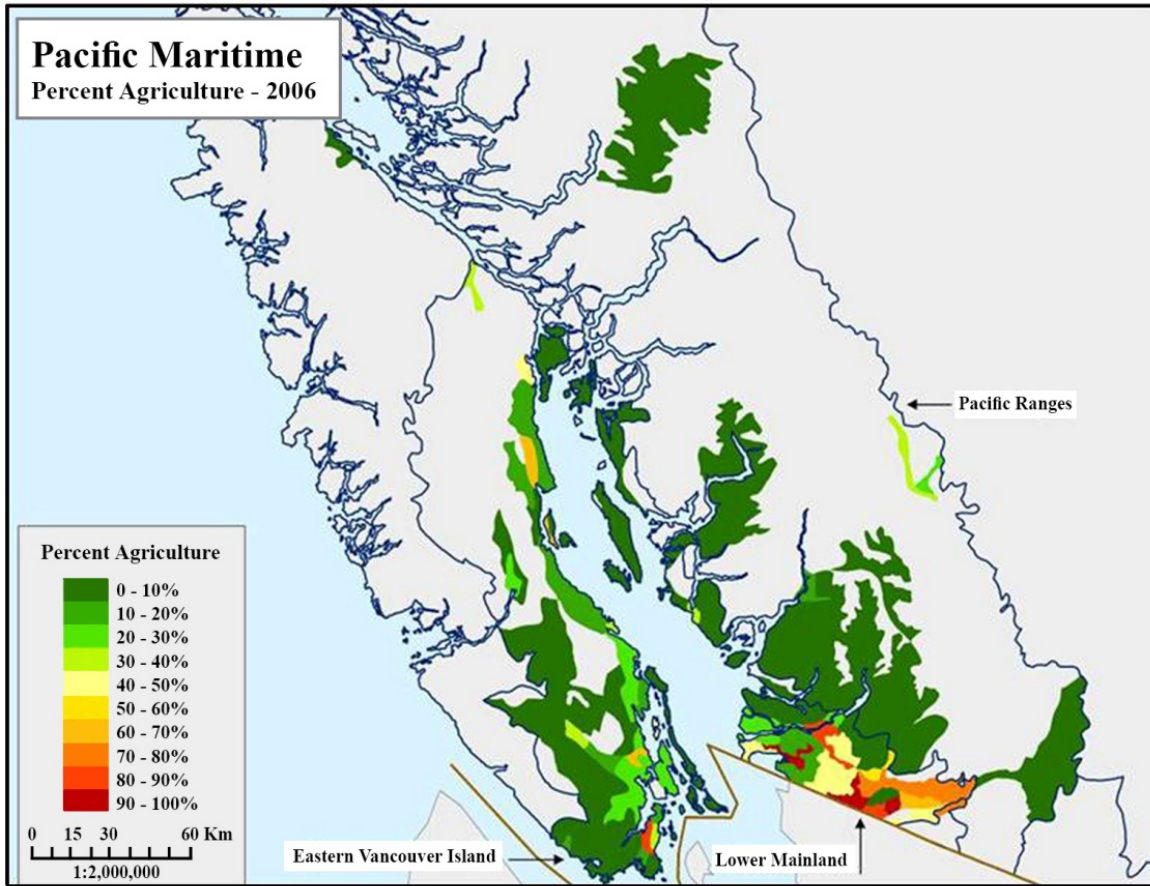 Pacific Maritime
Percent Agriculture - 2006
Pacific Ranges
Percent Agriculture
0 - 10%
10 - 20%
20 - 30%
30 - 40%
40 - 50%
50 - 60%
60 - 70%
70 - 80%
80 - 90%
90 - 100%
0 15 30 60 Km
1:2,000,000
Eastern Vancouver Island
Lower Mainland